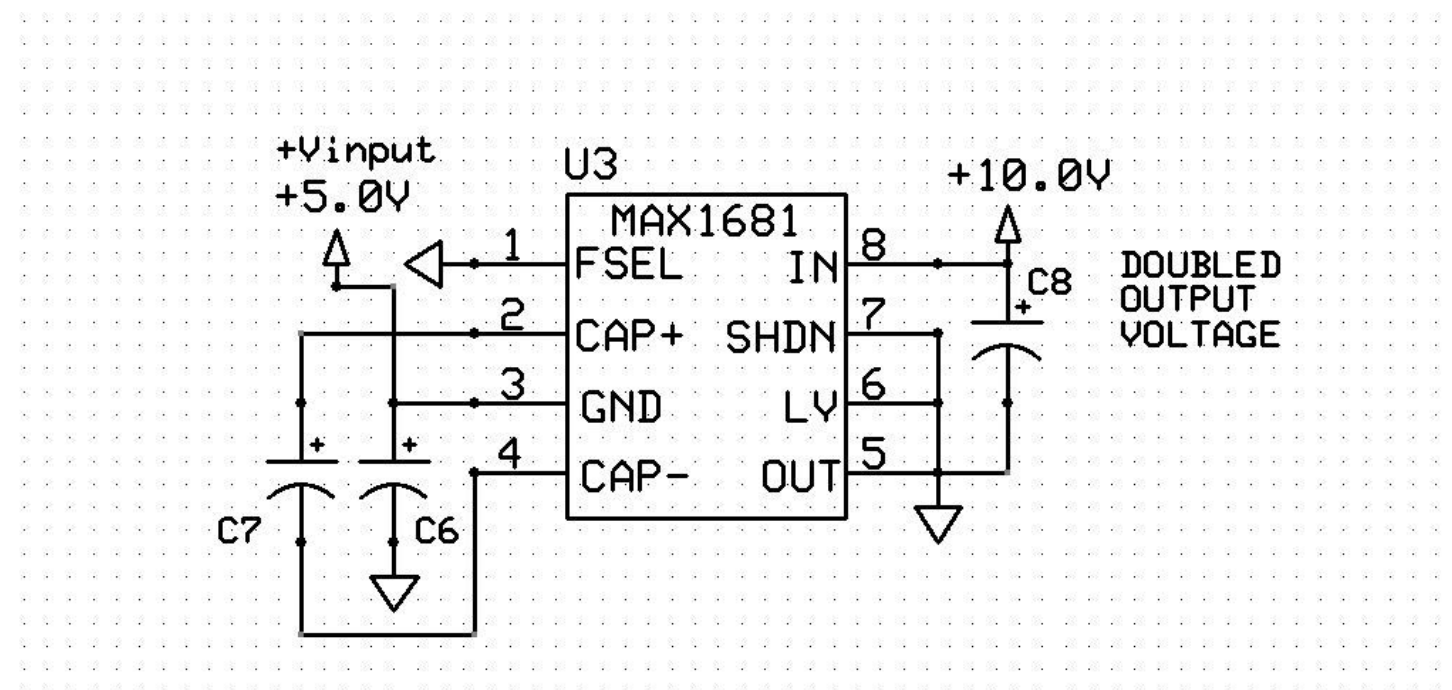 +Vinput
+5.0V
U3
MAX1681
+10.0V
1
FSEL
IN
8
DOUBLED
OUTPUT
VOLTAGE
C8
+
2
CAP+
SHDN
7
3
GND
LV
6
+
+
4
CAP-
OUT
5
C7
C6